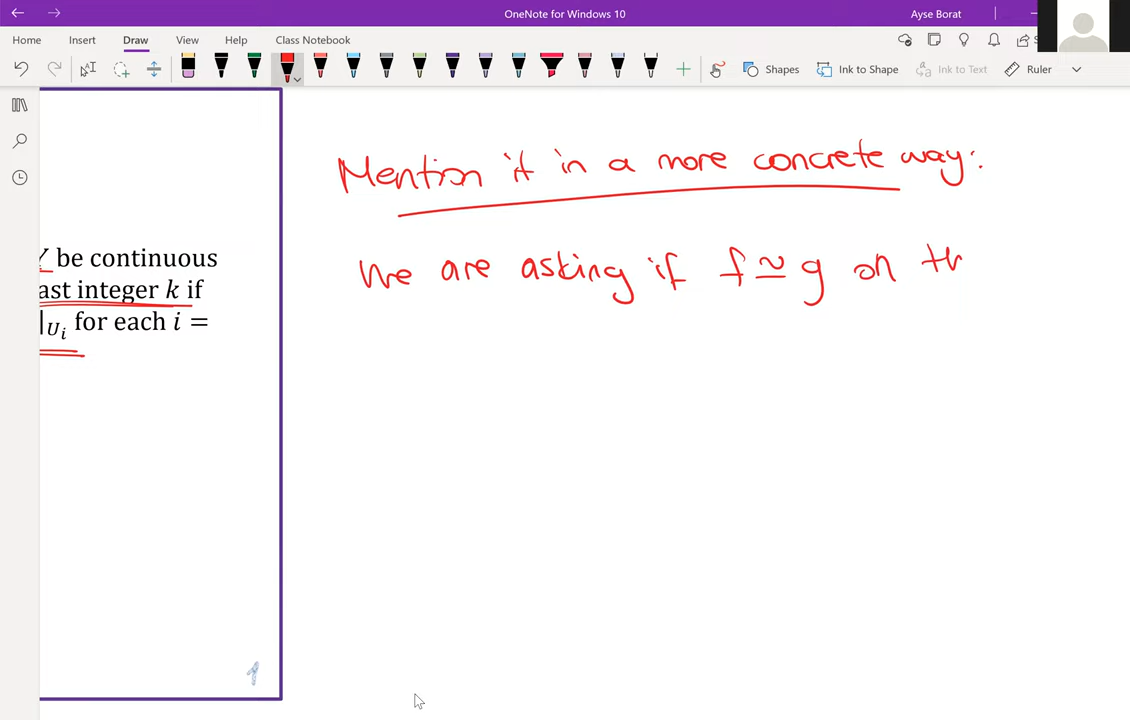 OneNote for Windows 10
Ayse Borat
Home Insert Draw View Help Class Notebook
Shapes Ink to Shape Ink to Text Ruler
Mention it in a more concrete way:
be continuous
We are asking if f ≃ g on th
ast integer k if
|Ui for each i =
1